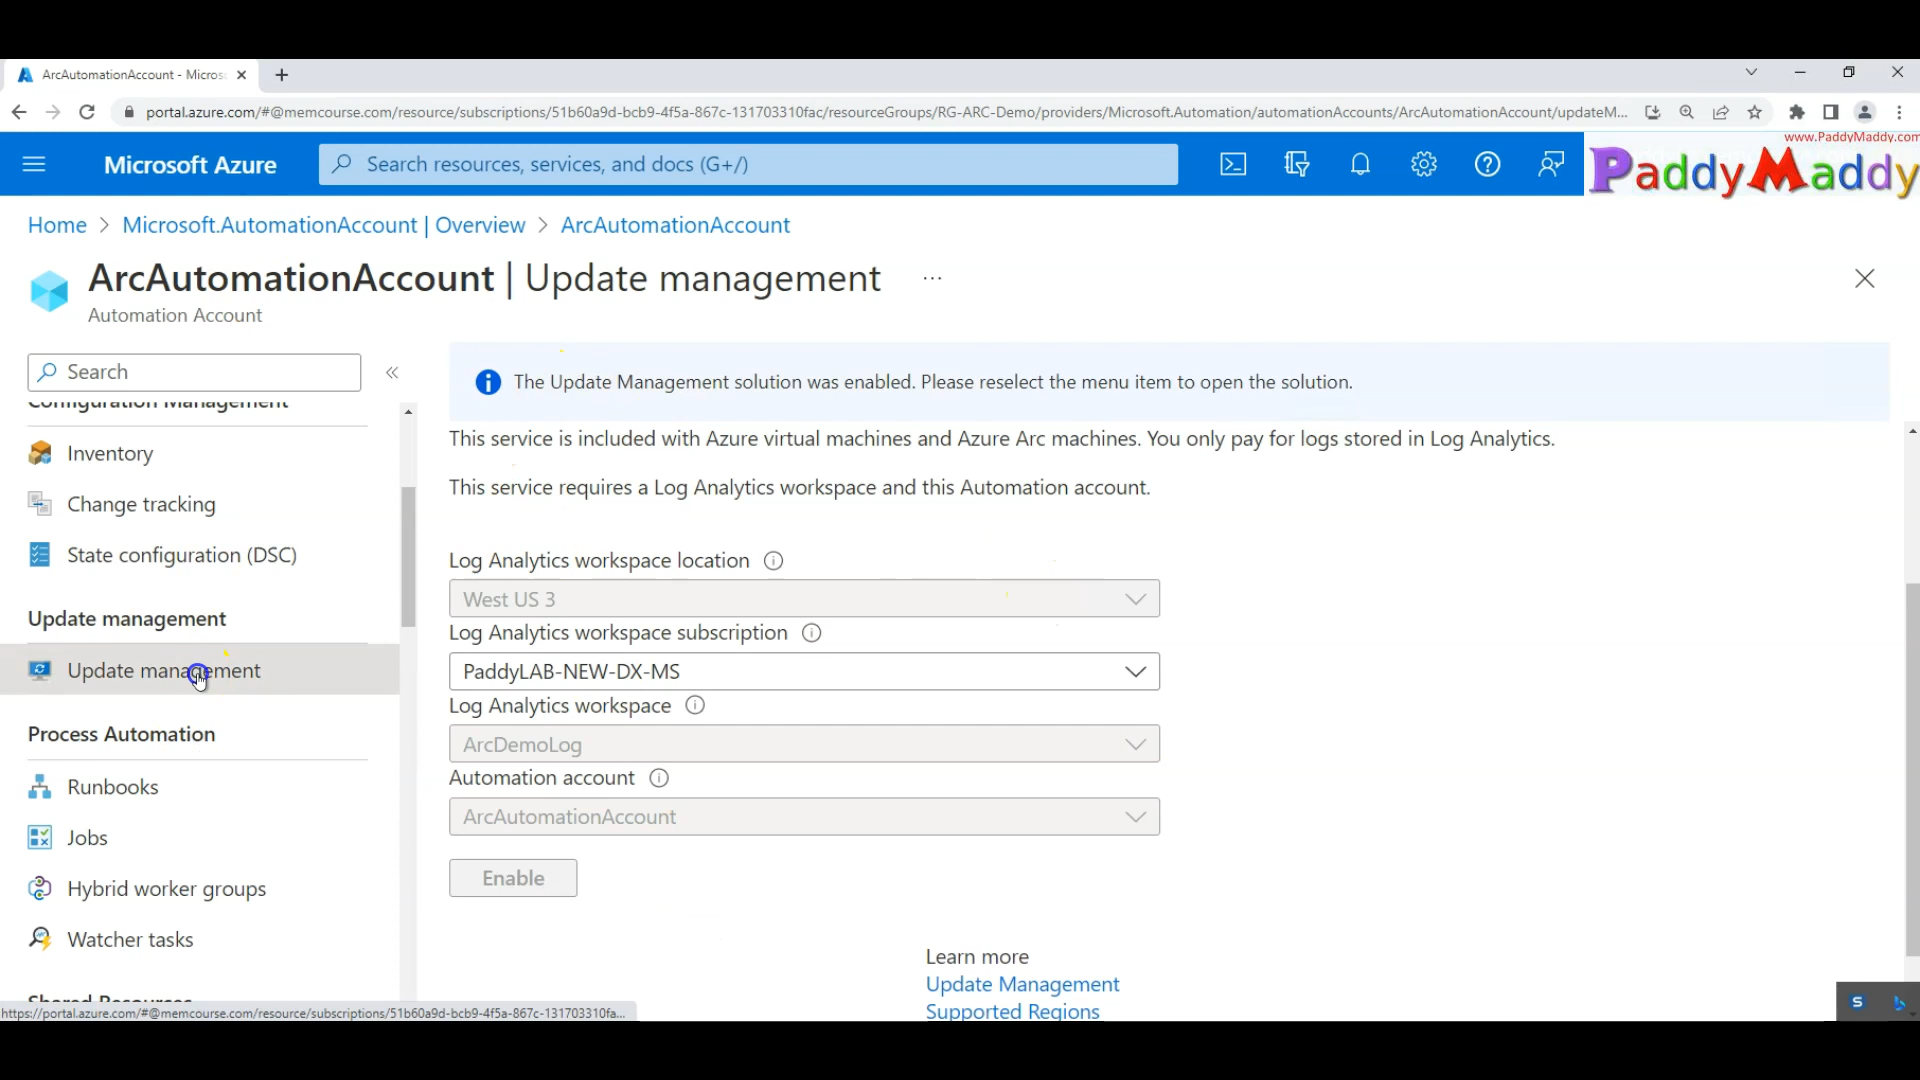 ArcAutomationAccount - Micros
portal.azure.com/#@memcourse.com/resource/subscriptions/51b60a9d-bcb9-4f5a-867c-131703310fac/resourceGroups/RG-ARC-Demo/providers/Microsoft.Automation/automationAccounts/ArcAutomationAccount/updateM...
www.PaddyMaddy.com
Microsoft Azure
Search resources, services, and docs (G+/)
PaddyMaddy
Home > Microsoft.AutomationAccount | Overview > ArcAutomationAccount
ArcAutomationAccount | Update management ...
Automation Account
Search
«
The Update Management solution was enabled. Please reselect the menu item to open the solution.
Configuration Management
Inventory
Change tracking
State configuration (DSC)
Update management
Update management
Process Automation
Runbooks
Jobs
Hybrid worker groups
Watcher tasks
Shared Resources
This service is included with Azure virtual machines and Azure Arc machines. You only pay for logs stored in Log Analytics.
This service requires a Log Analytics workspace and this Automation account.
Log Analytics workspace location
West US 3
Log Analytics workspace subscription
PaddyLAB-NEW-DX-MS
Log Analytics workspace
ArcDemoLog
Automation account
ArcAutomationAccount
Enable
Learn more
Update Management
Supported Regions
https://portal.azure.com/#@memcourse.com/resource/subscriptions/51b60a9d-bcb9-4f5a-867c-131703310fa...